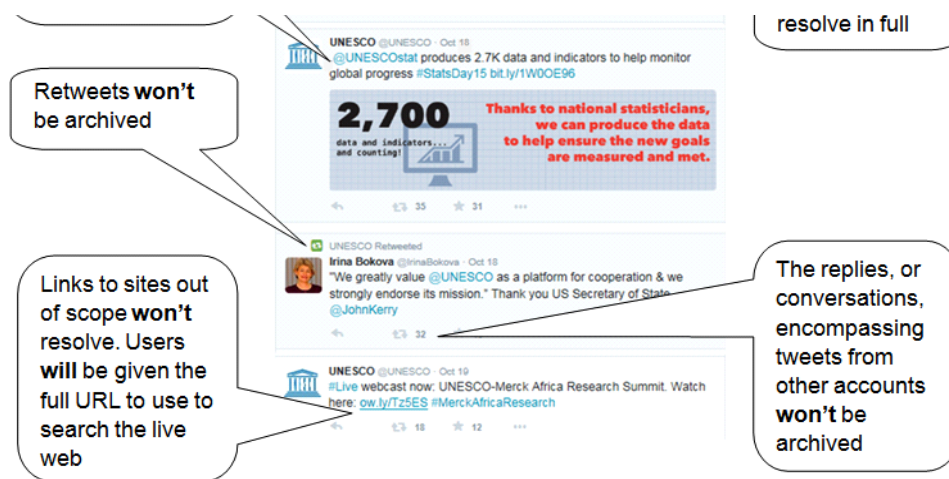 resolve in full
UNESCO @UNESCO · Oct 18
.@UNESCOstat produces 2.7K data and indicators to help monitor
global progress #StatsDay15 bit.ly/1W0OE96
Retweets won't
be archived
2,700
data and indicators...
and counting!
Thanks to national statisticians,
we can produce the data
to help ensure the new goals
are measured and met.
35 31
UNESCO Retweeted
Irina Bokova @IrinaBokova · Oct 18
"We greatly value @UNESCO as a platform for cooperation & we
strongly endorse its mission." Thank you US Secretary of State
@JohnKerry
32
Links to sites out
of scope won't
resolve. Users
will be given the
full URL to use to
search the live
web
The replies, or
conversations,
encompassing
tweets from
other accounts
won't be
archived
UNESCO @UNESCO · Oct 19
#Live webcast now: UNESCO-Merck Africa Research Summit. Watch
here: ow.ly/Tz5ES #MerckAfricaResearch
18 12